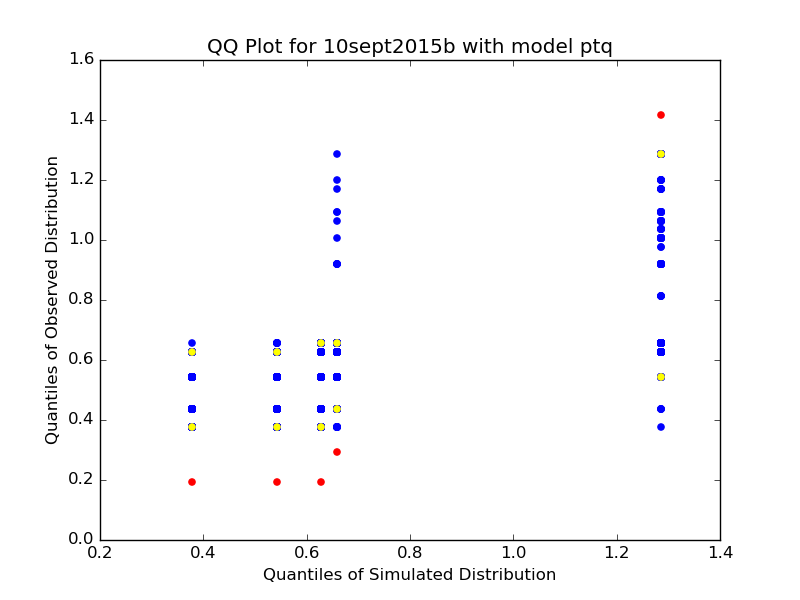 QQ Plot for 10sept2015b with model ptq
Quantiles of Observed Distribution
1.6
1.4
1.2
1.0
0.8
0.6
0.4
0.2
0.0
0.2 0.4 0.6 0.8 1.0 1.2 1.4
Quantiles of Simulated Distribution